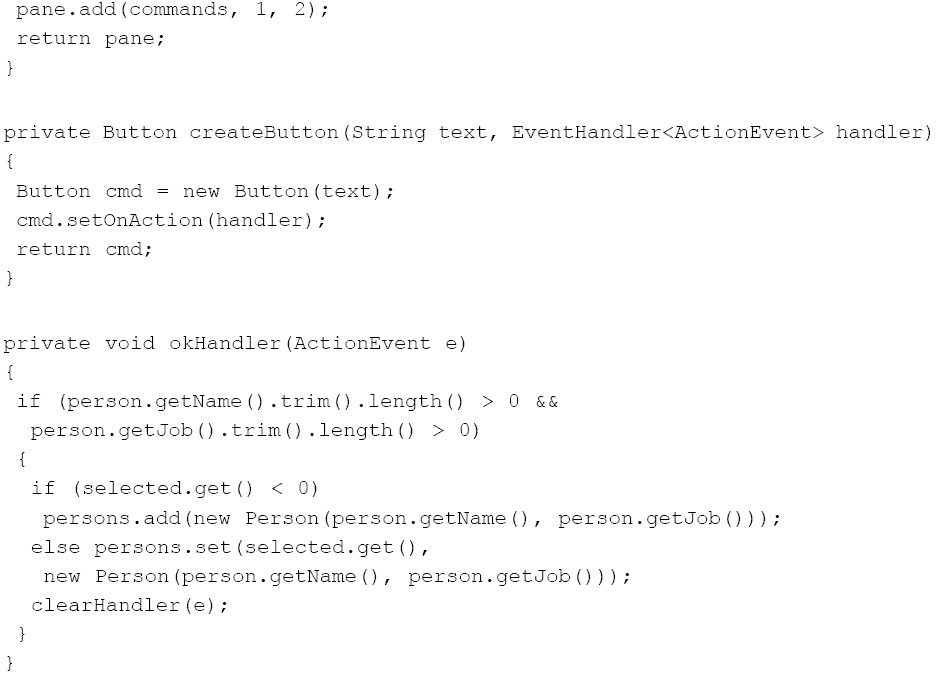 pane.add(commands, 1, 2);
return pane;
}
private Button createButton(String text, EventHandler<ActionEvent> handler)
{
Button cmd = new Button(text);
cmd.setOnAction(handler);
return cmd;
}
private void okHandler(ActionEvent e)
{
if (person.getName().trim().length() > 0 &&
person.getJob().trim().length() > 0)
{
if (selected.get() < 0)
persons.add(new Person(person.getName(), person.getJob()));
else persons.set(selected.get(),
new Person(person.getName(), person.getJob()));
clearHandler(e);
}
}